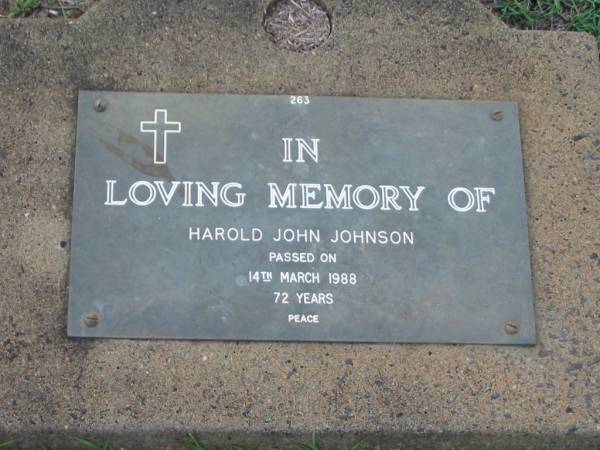 263
IN
LOVING MEMORY OF
HAROLD JOHN JOHNSON
PASSED ON
14TH MARCH 1988
72 YEARS
PEACE